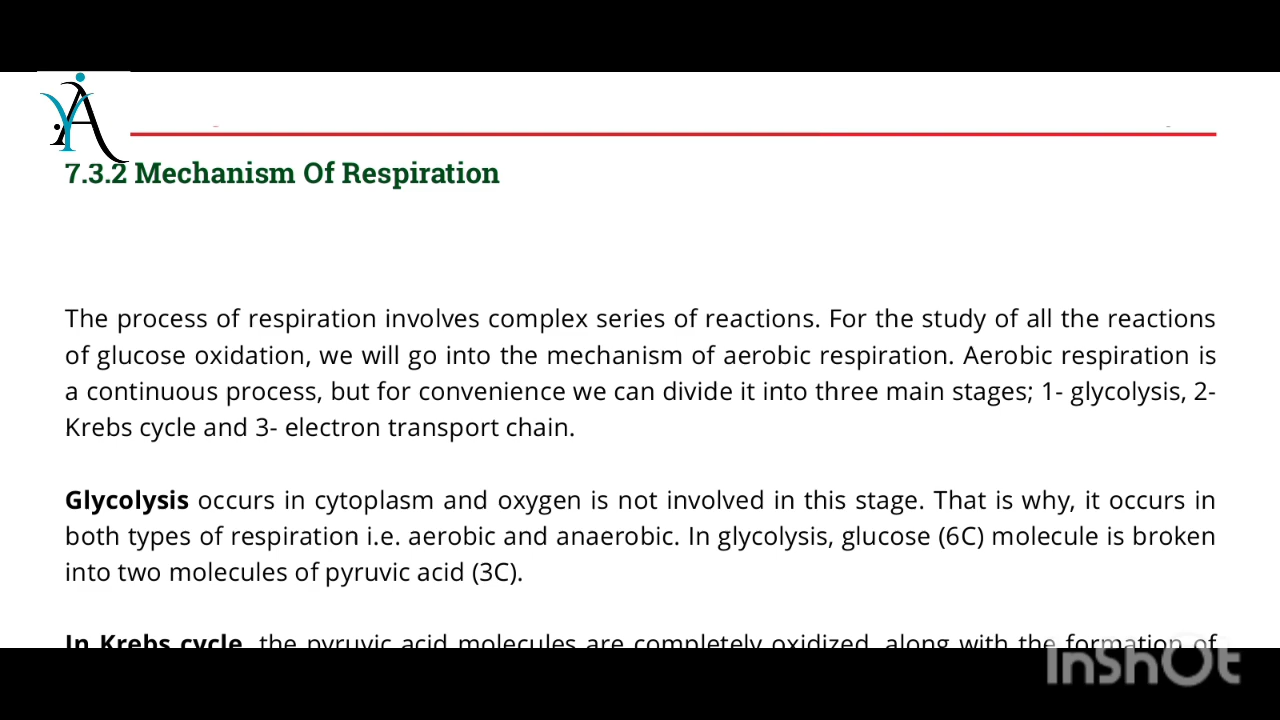 7.3.2 Mechanism Of Respiration
The process of respiration involves complex series of reactions. For the study of all the reactions
of glucose oxidation, we will go into the mechanism of aerobic respiration. Aerobic respiration is
a continuous process, but for convenience we can divide it into three main stages; 1- glycolysis, 2-
Krebs cycle and 3- electron transport chain.
Glycolysis occurs in cytoplasm and oxygen is not involved in this stage. That is why, it occurs in
both types of respiration i.e. aerobic and anaerobic. In glycolysis, glucose (6C) molecule is broken
into two molecules of pyruvic acid (3C).
In Krebs cycle, the pyruvic acid molecules are completely oxidized, along with the formation of
InShOt